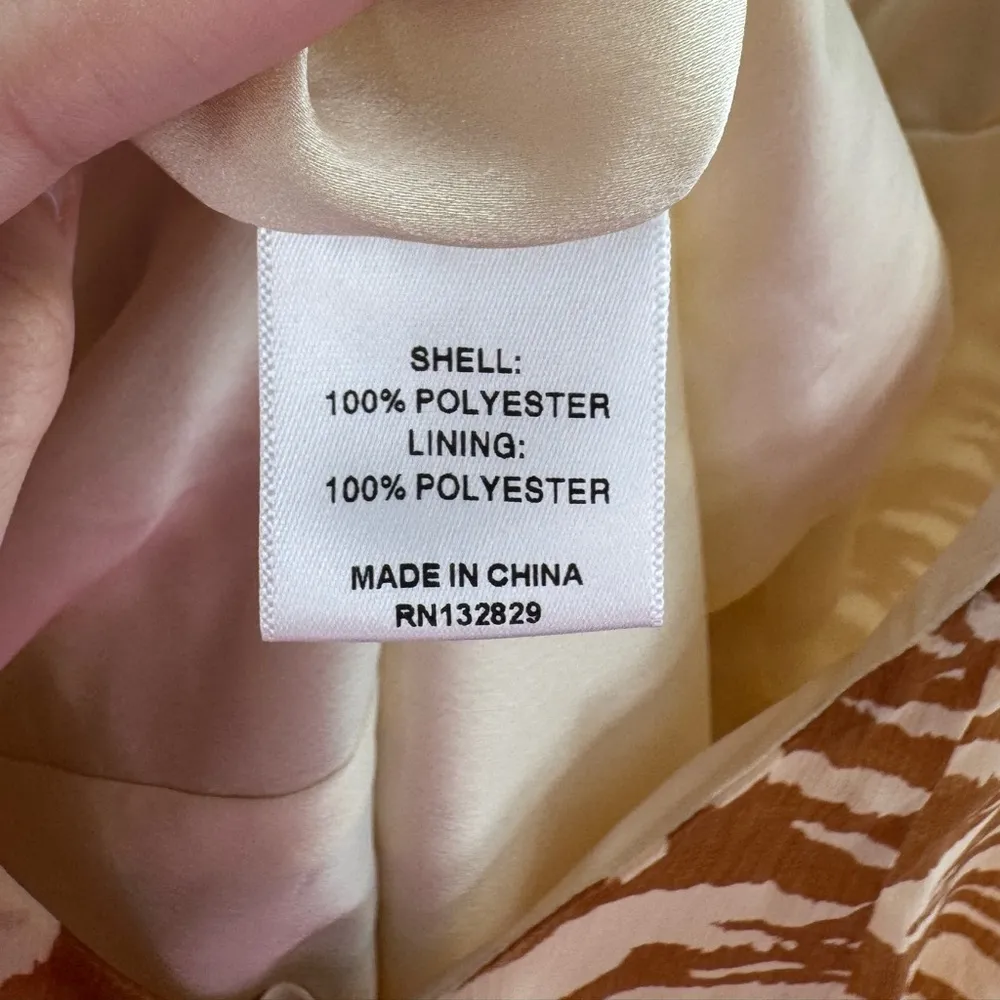 SHELL:
100% POLYESTER
LINING:
100% POLYESTER
MADE IN CHINA
RN132829